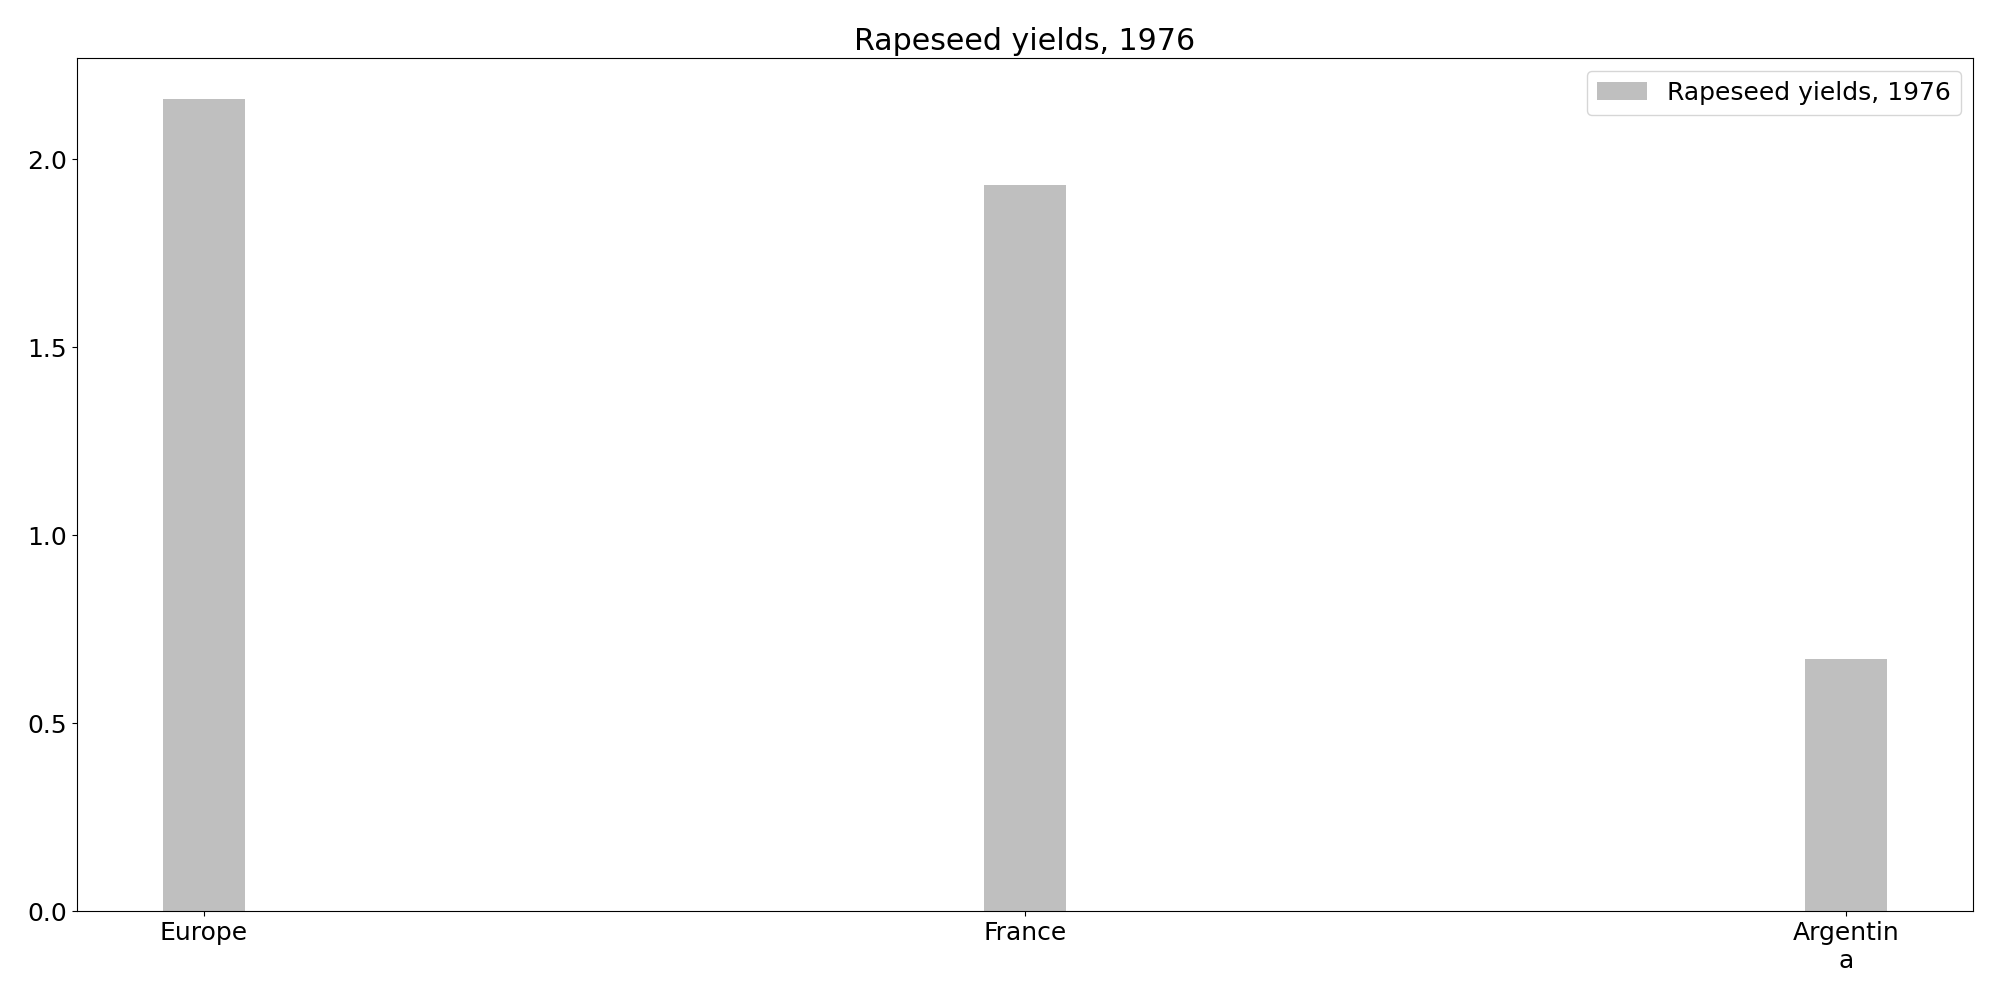 Rapeseed yields, 1976
Rapeseed yields, 1976
2.0
1.5
1.0
0.5
0.0
Europe
France
Argentin
a